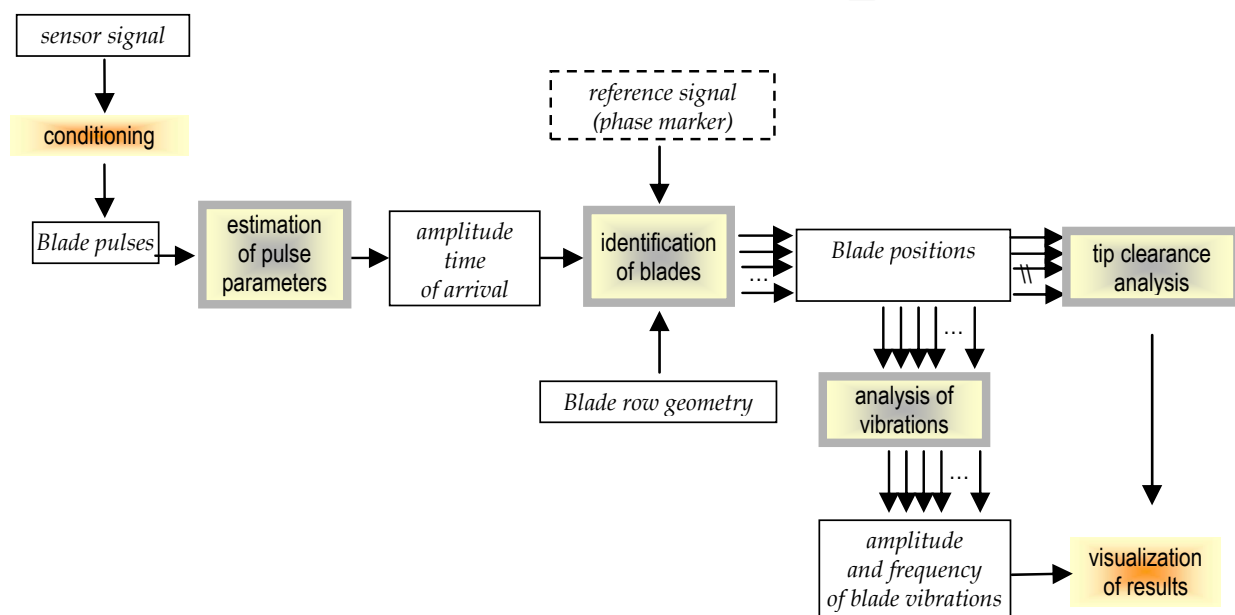 sensor signal
conditioning
Blade pulses
estimation
of pulse
parameters
amplitude
time
of arrival
reference signal
(phase marker)
identification
of blades
Blade row geometry
...
Blade positions
...
analysis of
vibrations
...
amplitude
and frequency
of blade vibrations
tip clearance
analysis
visualization
of results